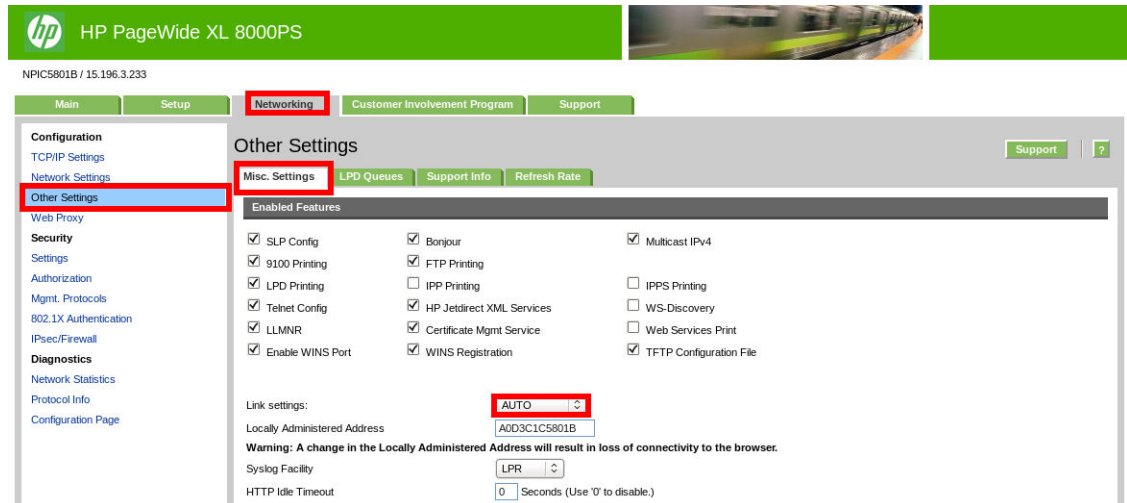 hp HP PageWide XL 8000PS
NPIC5801B / 15.196.3.233
Main Setup Networking Customer Involvement Program Support
Configuration
TCP/IP Settings
Network Settings
Other Settings
Web Proxy
Security
Settings
Authorization
Mgmt. Protocols
802.1X Authentication
IPsec/Firewall
Diagnostics
Network Statistics
Protocol Info
Configuration Page
Other Settings
Support ?
Misc. Settings LPD Queues Support Info Refresh Rate
Enabled Features
SLP Config Bonjour Multicast IPv4
9100 Printing FTP Printing
LPD Printing IPP Printing IPPS Printing
Telnet Config HP Jetdirect XML Services WS-Discovery
LLMNR Certificate Mgmt Service Web Services Print
Enable WINS Port WINS Registration TFTP Configuration File
Link settings: AUTO
Locally Administered Address A0D3C1C5801B
Warning: A change in the Locally Administered Address will result in loss of connectivity to the browser.
Syslog Facility LPR
HTTP Idle Timeout 0 Seconds (Use '0' to disable.)